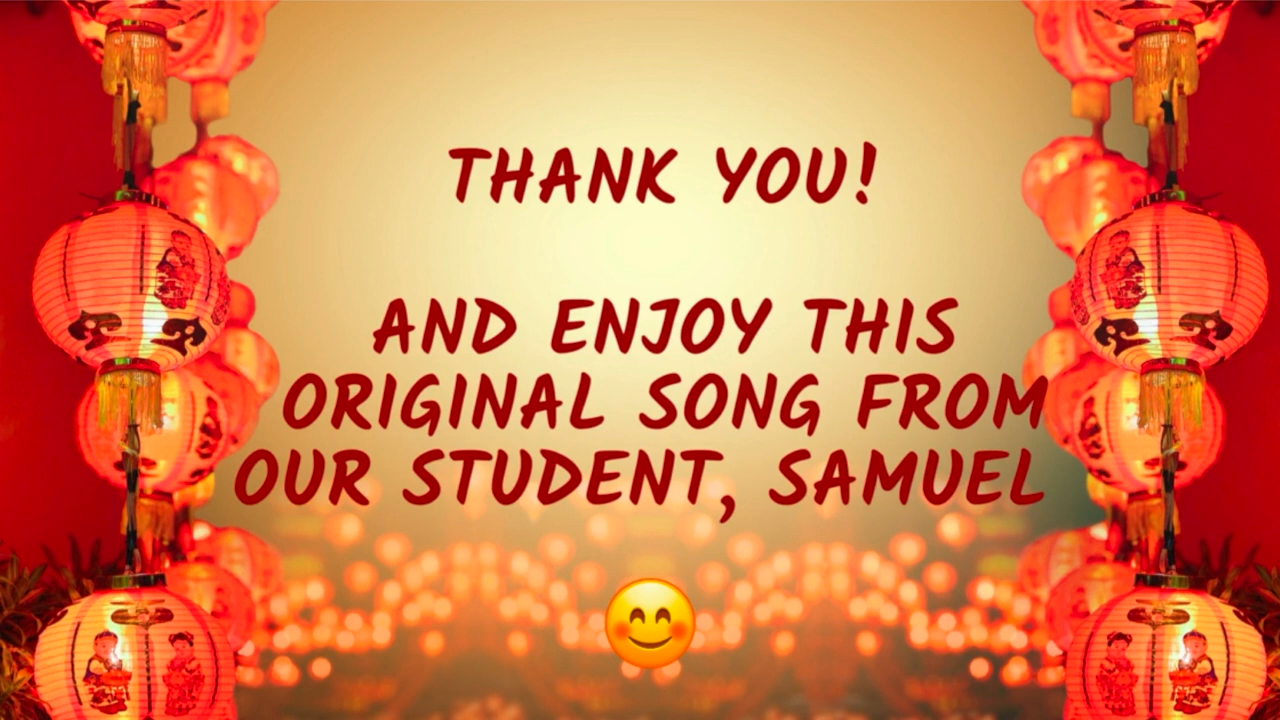 THANK YOU!
AND ENJOY THIS
ORIGINAL SONG FROM
OUR STUDENT, SAMUEL